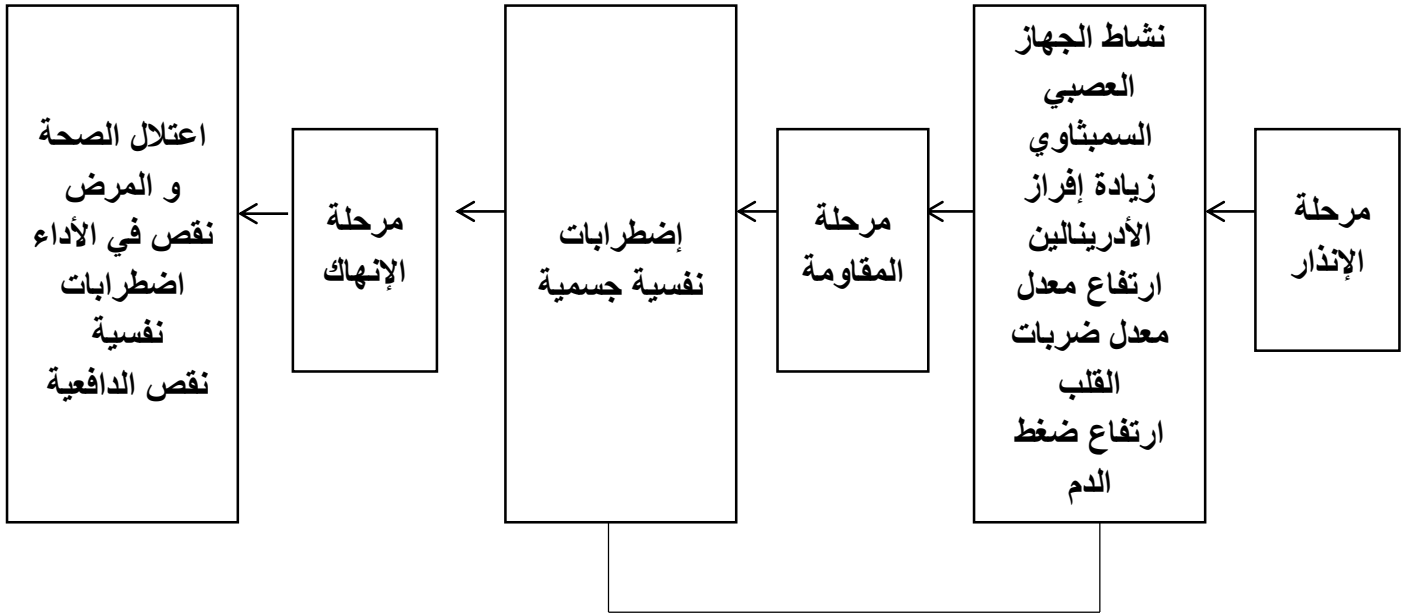 مرحلة
الإنذار
نشاط الجهاز
العصبي
السمبثاوي
زيادة إفراز
الأدرينالين
ارتفاع معدل
معدل ضربات
القلب
ارتفاع ضغط
الدم
مرحلة
المقاومة
إضطرابات
نفسية جسمية
مرحلة
الإنهاك
اعتلال الصحة
و المرض
نقص في الأداء
اضطرابات
نفسية
نقص الدافعية